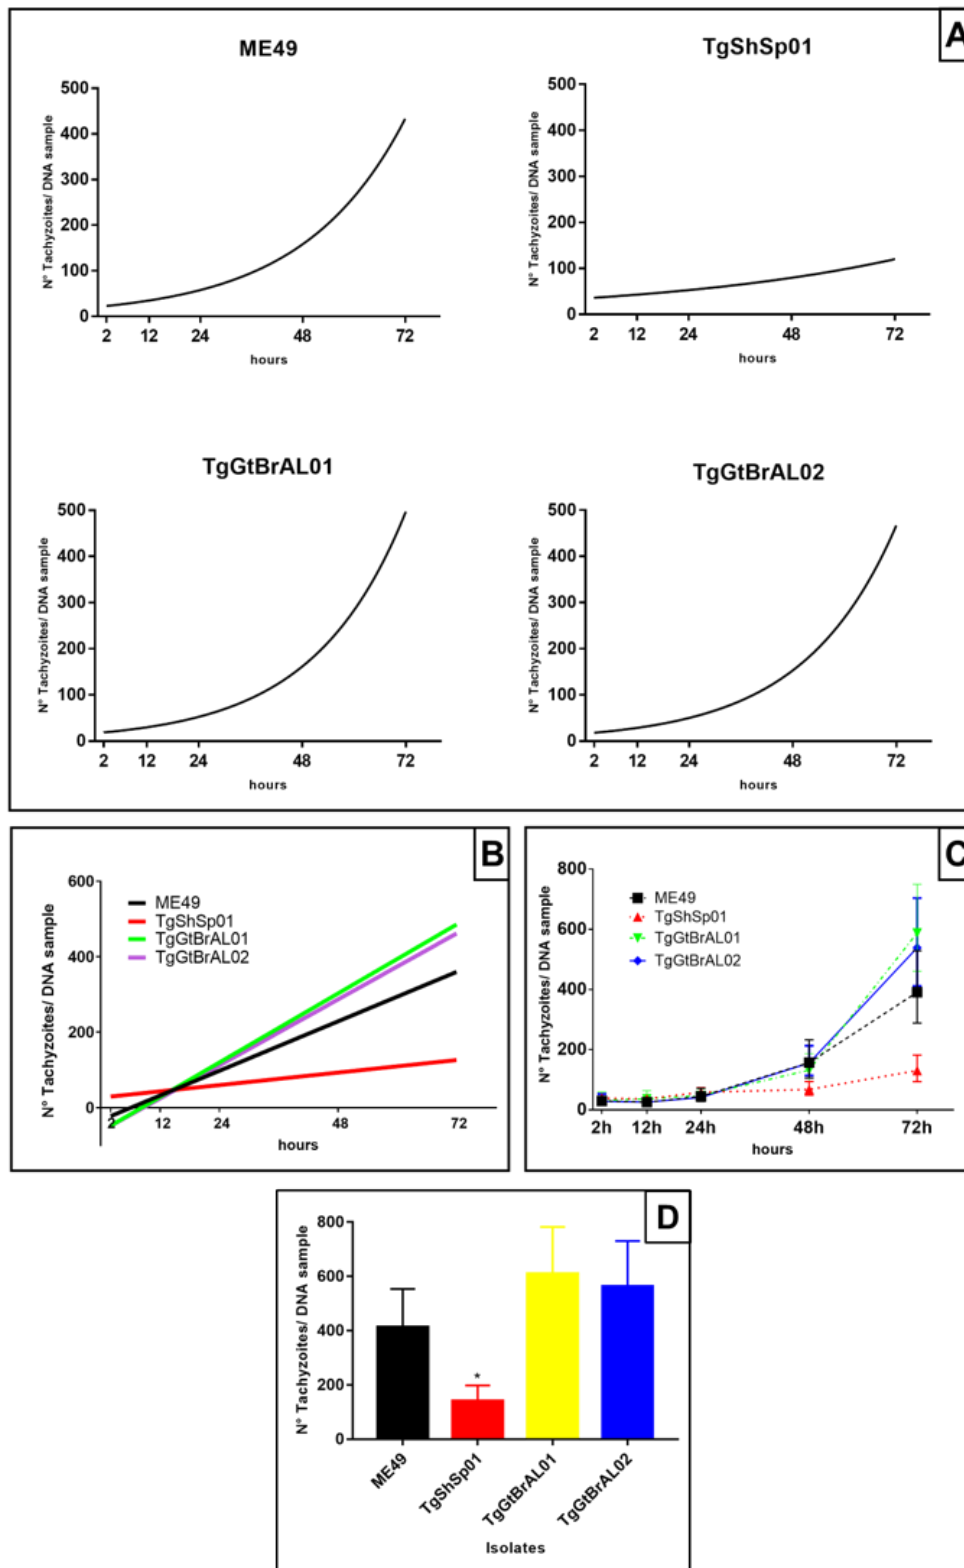 A
ME49
N° Tachyzoites/ DNA sample
500
400
300
200
100
0
2 12 24 48 72
hours
TgShSp01
N° Tachyzoites/ DNA sample
500
400
300
200
100
0
2 12 24 48 72
hours
TgGtBrAL01
N° Tachyzoites/ DNA sample
500
400
300
200
100
0
2 12 24 48 72
hours
TgGtBrAL02
N° Tachyzoites/ DNA sample
500
400
300
200
100
0
2 12 24 48 72
hours
B
N° Tachyzoites/ DNA sample
600
400
200
0
ME49
TgShSp01
TgGtBrAL01
TgGtBrAL02
2 12 24 48 72
hours
C
N° Tachyzoites/ DNA sample
800
600
400
200
0
ME49
TgShSp01
TgGtBrAL01
TgGtBrAL02
2h 12h 24h 48h 72h
hours
D
N° Tachyzoites/ DNA sample
800
600
400
200
0
*
ME49
TgShSp01
TgGtBrAL01
TgGtBrAL02
Isolates